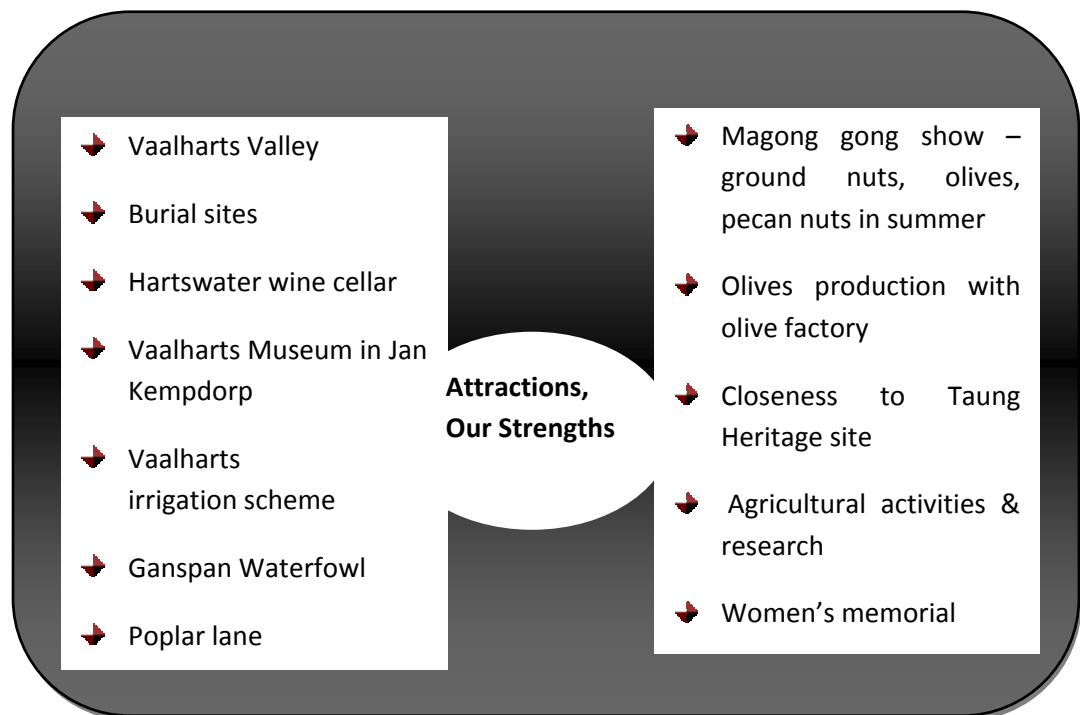 Vaalharts Valley
Burial sites
Hartswater wine cellar
Vaalharts Museum in Jan
Kempdorp
Vaalharts
irrigation scheme
Ganspan Waterfowl
Poplar lane
Attractions,
Our Strengths
Magong gong show –
ground nuts, olives,
pecan nuts in summer
Olives production with
olive factory
Closeness to Taung
Heritage site
Agricultural activities &
research
Women’s memorial